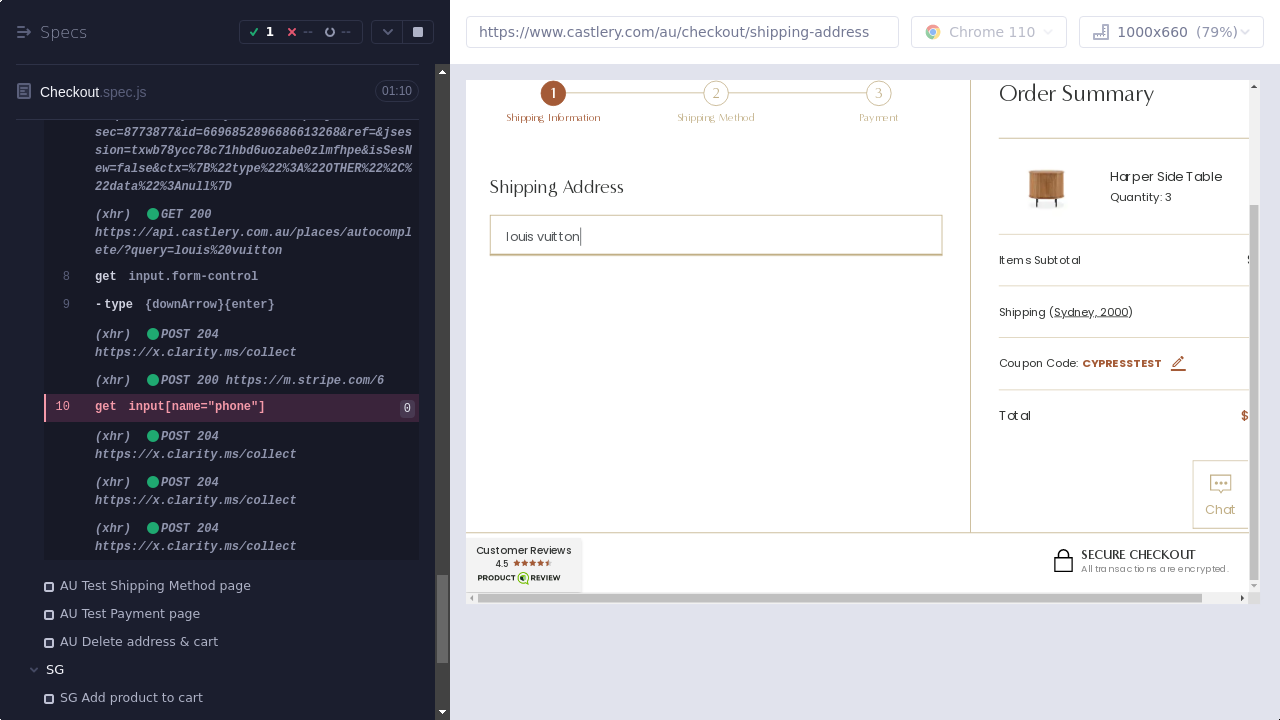 Specs
1
--
--
https://www.castlery.com/au/checkout/shipping-address
Chrome 110
1000x660 (79%)
Checkout.spec.js
01:10
sec=8773877&id=6696852896686613268&ref=&jses
sion=txwb78ycc78c71hbd6uozabe0zlmfhpe&isSesN
ew=false&ctx=%7B%22type%22%3A%22OTHER%22%2C%
22data%22%3Anull%7D
(xhr) GET 200
https://api.castlery.com.au/places/autocompl
ete/?query=louis%20vuitton
8 get input.form-control
9 -type {downArrow}{enter}
(xhr) POST 204
https://x.clarity.ms/collect
(xhr) POST 200 https://m.stripe.com/6
10 get input[name="phone"] 0
(xhr) POST 204
https://x.clarity.ms/collect
(xhr) POST 204
https://x.clarity.ms/collect
(xhr) POST 204
https://x.clarity.ms/collect
AU Test Shipping Method page
AU Test Payment page
AU Delete address & cart
SG
SG Add product to cart
1 2 3
Shipping Information Shipping Method Payment
Shipping Address
louis vuitton
Order Summary
Harper Side Table
Quantity: 3
Items Subtotal
Shipping (Sydney, 2000)
Coupon Code: CYPRESSTEST
Total $
Chat
Customer Reviews
4.5
PRODUCT REVIEW
SECURE CHECKOUT
All transactions are encrypted.